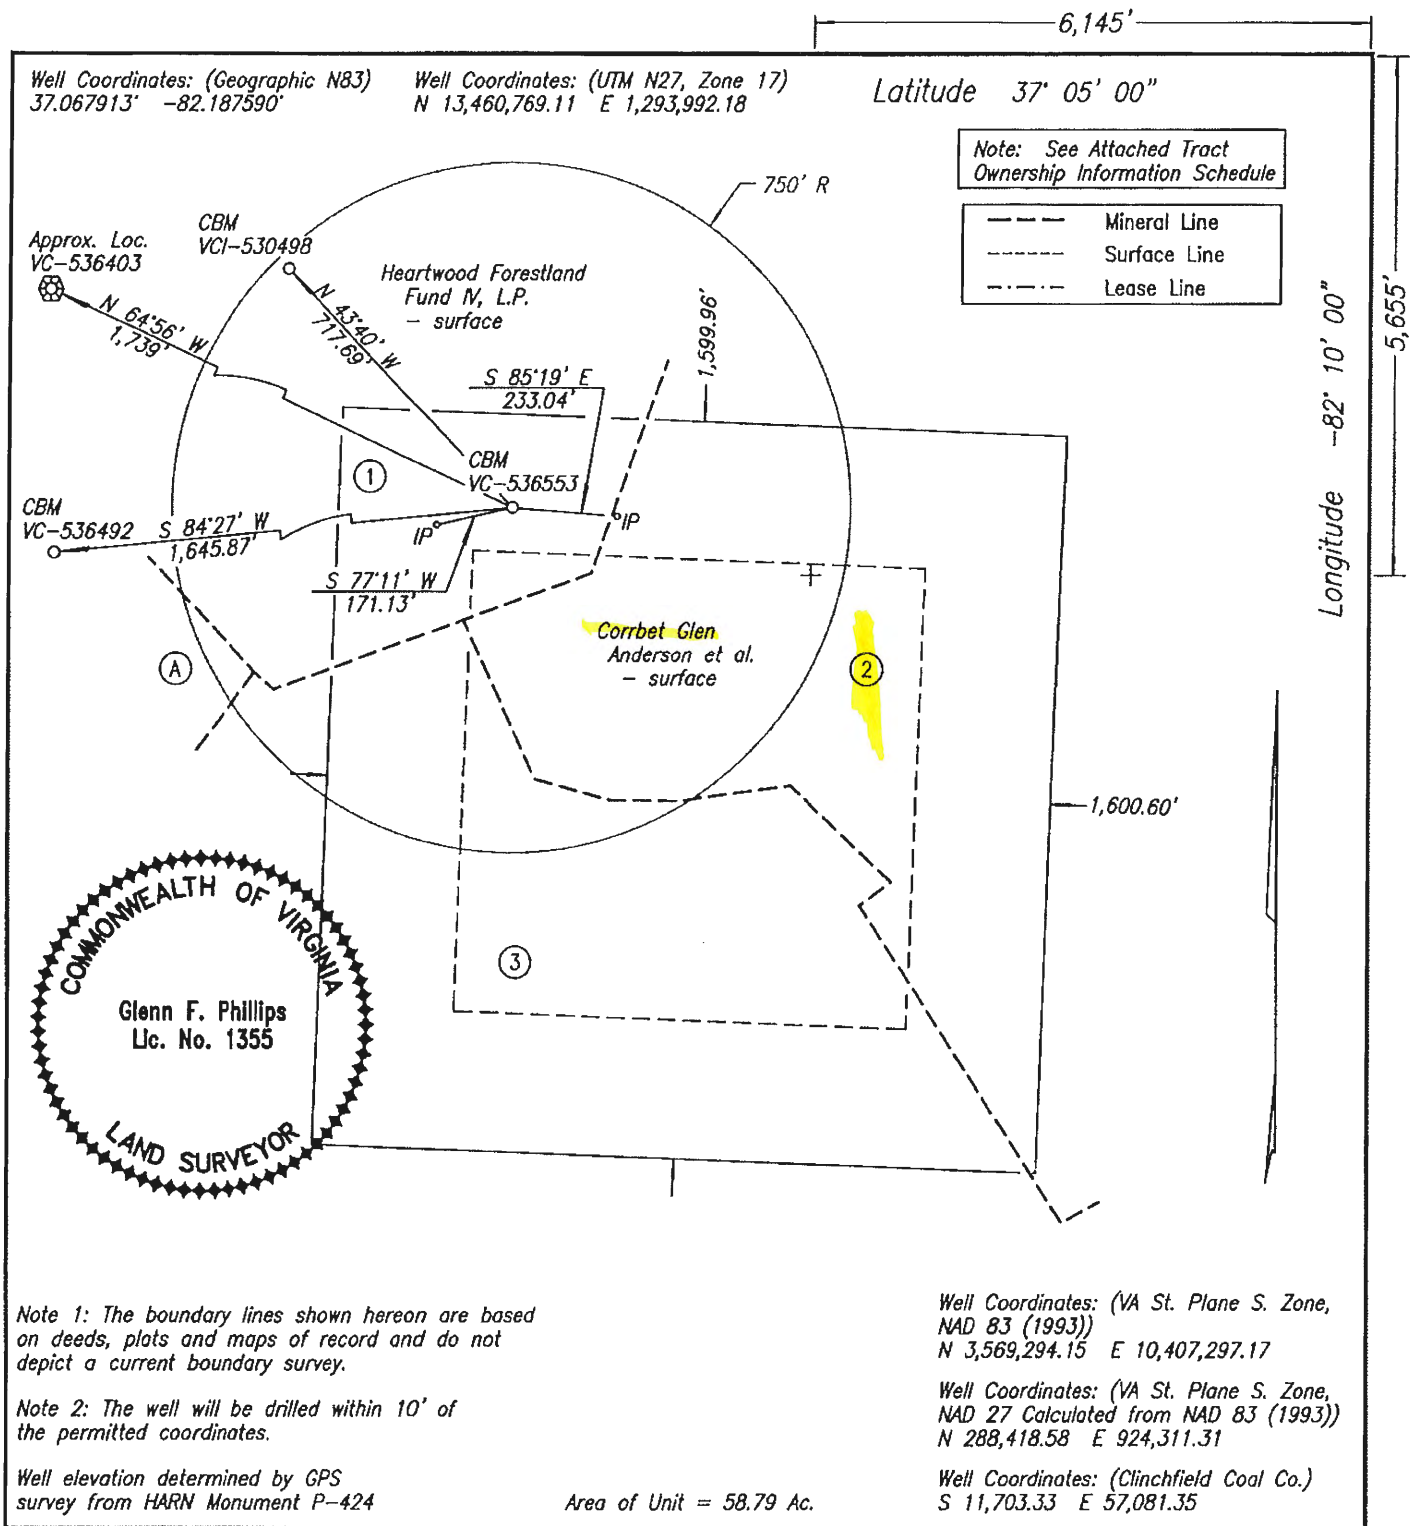 6,145'
Well Coordinates: (Geographic N83)
37.067913° -82.187590°
Well Coordinates: (UTM N27, Zone 17)
N 13,460,769.11 E 1,293,992.18
Latitude 37° 05' 00"
Note: See Attached Tract
Ownership Information Schedule
Mineral Line
Surface Line
Lease Line
5,655'
Longitude -82° 10' 00"
750' R
CBM
VCI-530498
Approx. Loc.
VC-536403
Heartwood Forestland
Fund IV, L.P.
- surface
N 64°56' W
1,739'
N 43°40' W
717.69'
1,599.96'
S 85°19' E
233.04'
CBM
VC-536553
1
CBM
VC-536492
S 84°27' W
1,645.87'
IP
IP
S 77°11' W
171.13'
Corrbet Glen
Anderson et al.
- surface
A
2
1,600.60'
3
COMMONWEALTH OF VIRGINIA
Glenn F. Phillips
Lic. No. 1355
LAND SURVEYOR
Note 1: The boundary lines shown hereon are based
on deeds, plats and maps of record and do not
depict a current boundary survey.
Note 2: The well will be drilled within 10' of
the permitted coordinates.
Well elevation determined by GPS
survey from HARN Monument P-424
Area of Unit = 58.79 Ac.
Well Coordinates: (VA St. Plane S. Zone,
NAD 83 (1993))
N 3,569,294.15 E 10,407,297.17
Well Coordinates: (VA St. Plane S. Zone,
NAD 27 Calculated from NAD 83 (1993))
N 288,418.58 E 924,311.31
Well Coordinates: (Clinchfield Coal Co.)
S 11,703.33 E 57,081.35